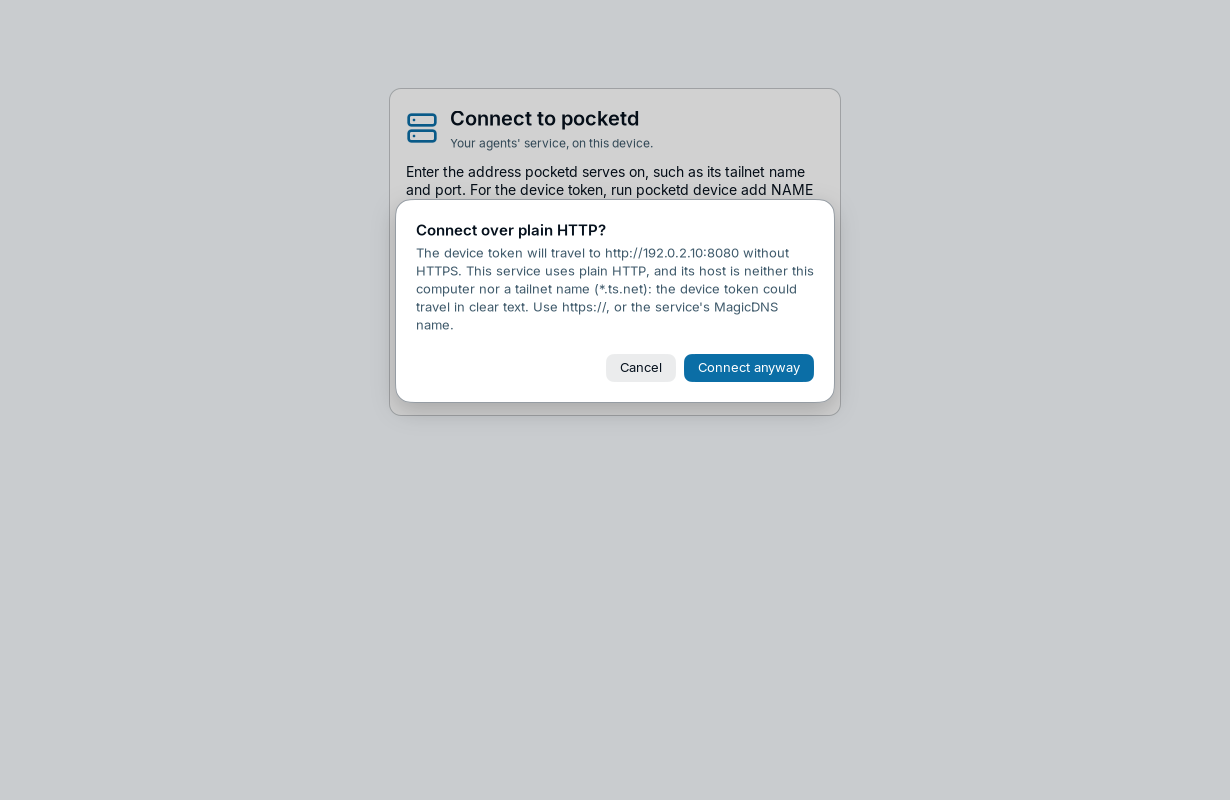 Connect to pocketd
Your agents' service, on this device.
Enter the address pocketd serves on, such as its tailnet name
and port. For the device token, run pocketd device add NAME
Connect over plain HTTP?
The device token will travel to http://192.0.2.10:8080 without
HTTPS. This service uses plain HTTP, and its host is neither this
computer nor a tailnet name (*.ts.net): the device token could
travel in clear text. Use https://, or the service's MagicDNS
name.
Cancel
Connect anyway